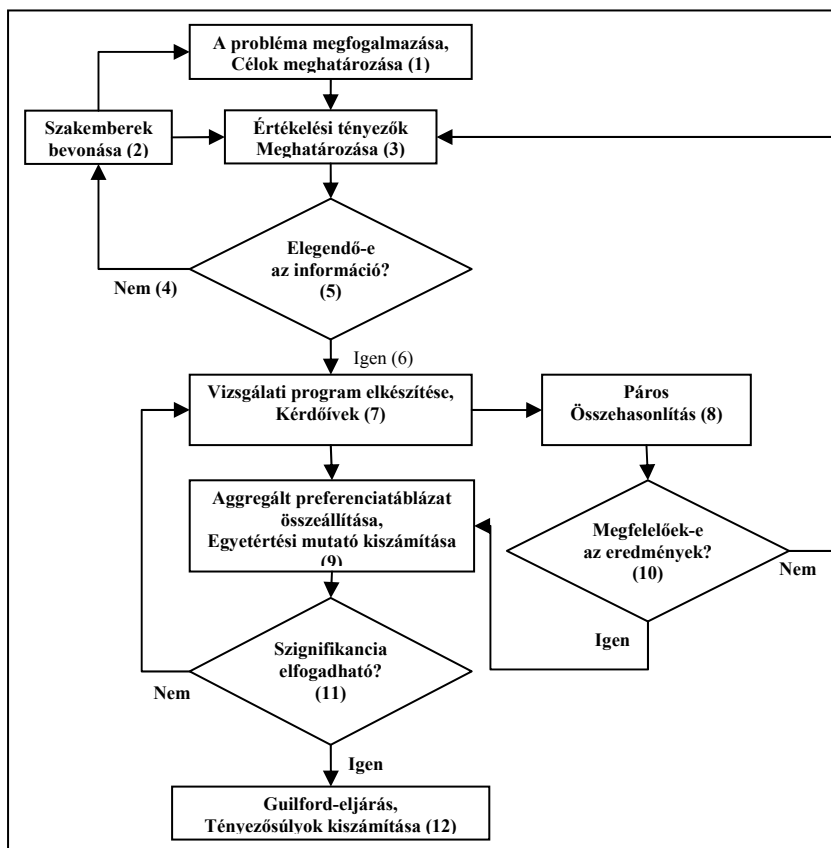 A probléma megfogalmazása,
Célok meghatározása (1)
Szakemberek
bevonása (2)
Értékelési tényezők
Meghatározása (3)
Elegendő-e
az információ?
(5)
Nem (4)
Igen (6)
Vizsgálati program elkészítése,
Kérdőívek (7)
Páros
Összehasonlítás (8)
Aggregált preferenciatáblázat
összeállítása,
Egyetértési mutató kiszámítása
(9)
Megfelelőek-e
az eredmények?
(10)
Nem
Igen
Szignifikancia
elfogadható?
(11)
Nem
Igen
Guilford-eljárás,
Tényezősúlyok kiszámítása (12)